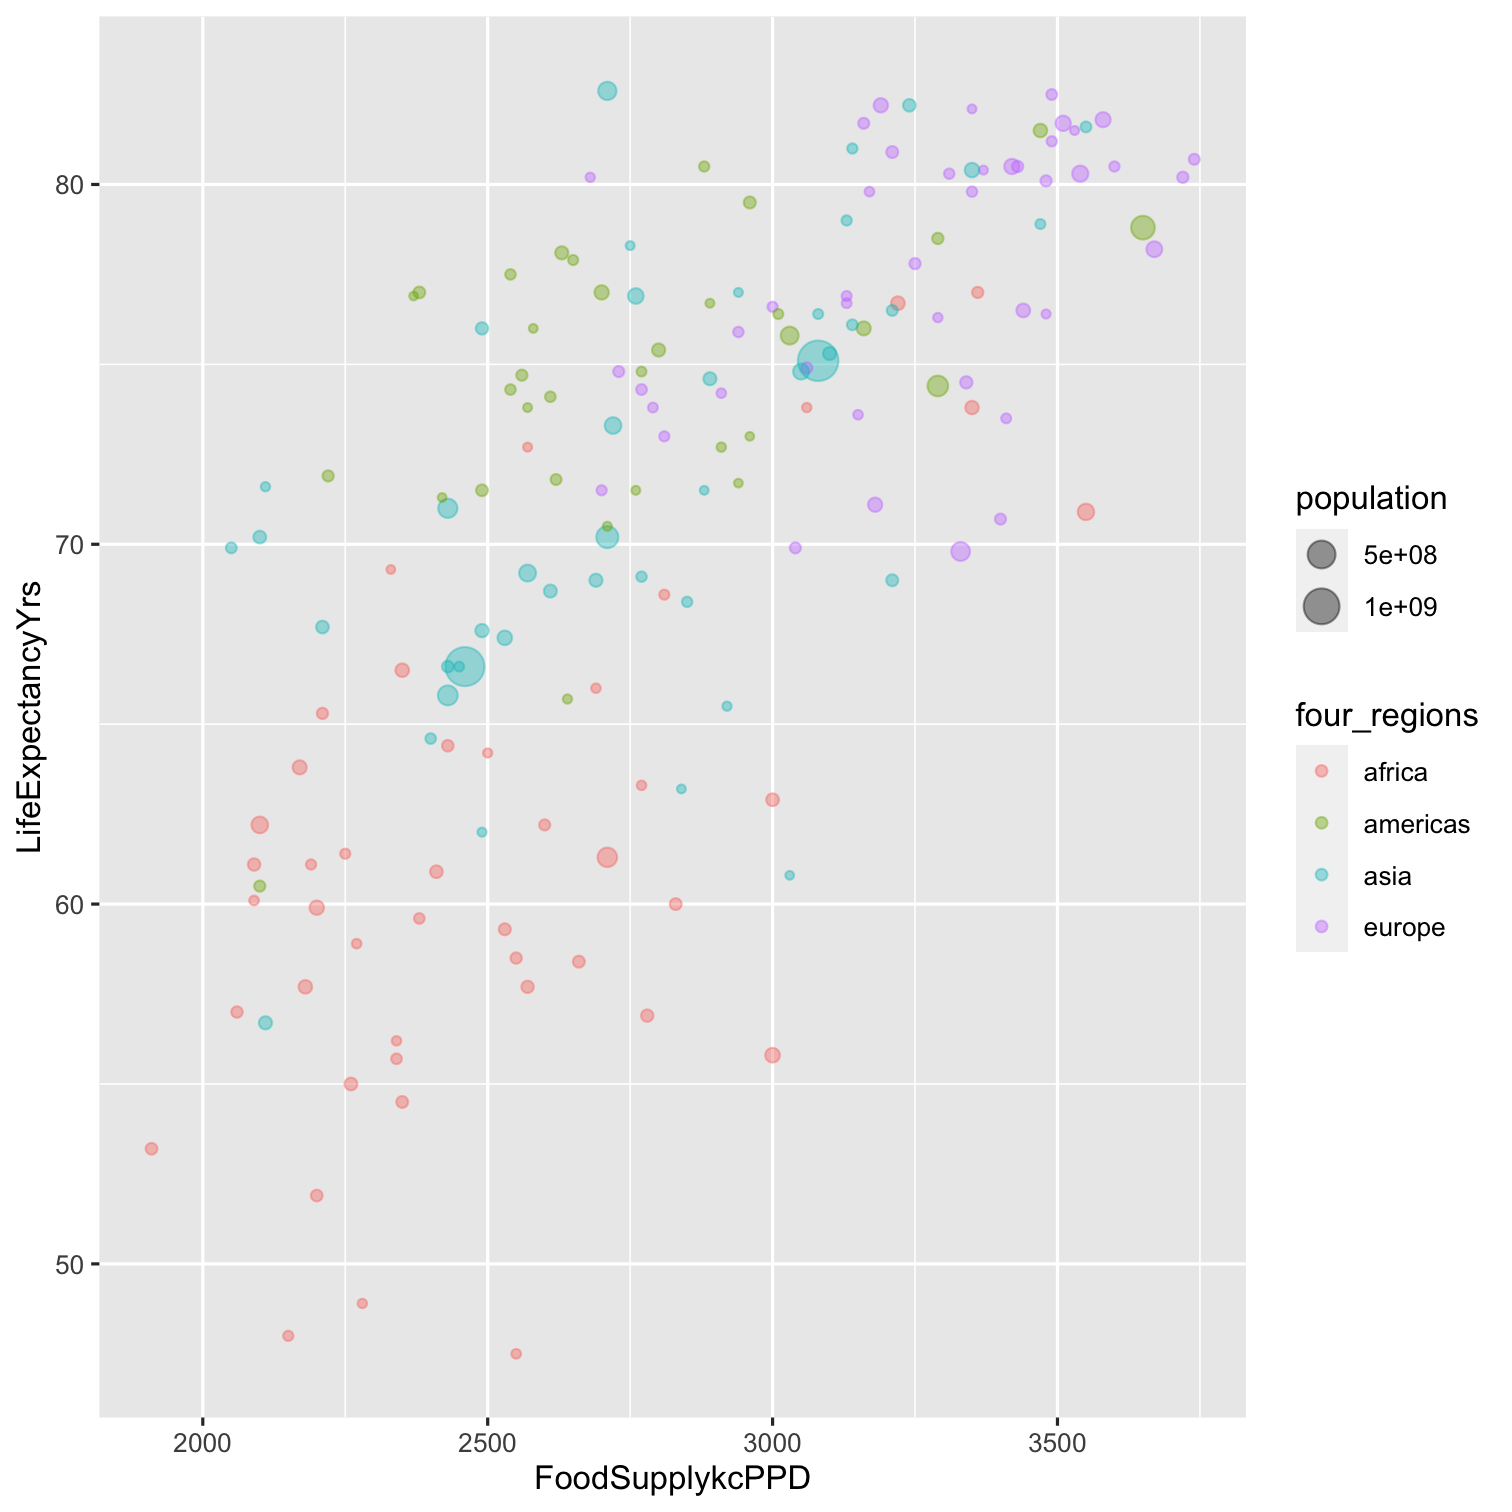 80
70
60
50
LifeExpectancyYrs
2000 2500 3000 3500
FoodSupplykcPPD
population
5e+08
1e+09
four_regions
africa
americas
asia
europe